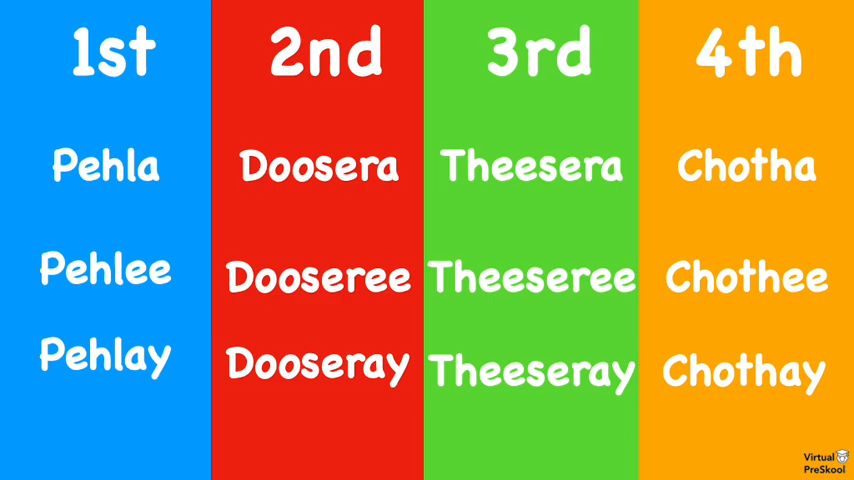 1st 2nd 3rd 4th
Pehla Doosera Theesera Chotha
Pehlee Dooseree Theeseree Chothee
Pehlay Dooseray Theeseray Chothay
Virtual
PreSkool